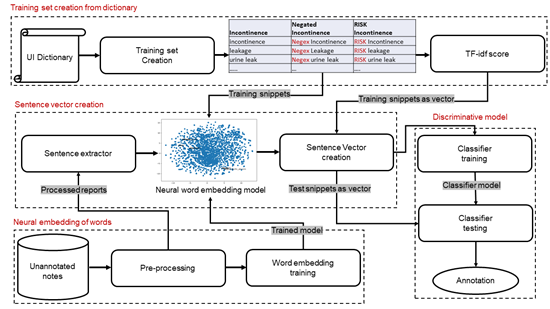 Training set creation from dictionary
UI Dictionary
Training set
Creation
Incontinence
Negated
Incontinence
RISK
Incontinence
incontinence
Negex Incontinence
RISK Incontinence
leakage
Negex Leakage
RISK leakage
urine leak
Negex urine leak
RISK urine leak
.....
.....
.....
TF-idf score
Training snippets
Training snippets as vector
Sentence vector creation
Discriminative model
Sentence extractor
Neural word embedding model
Sentence Vector
creation
Classifier
training
Processed reports
Test snippets as vector
Classifier model
Neural embedding of words
Trained model
Classifier
testing
Unannotated
notes
Pre-processing
Word embedding
training
Annotation